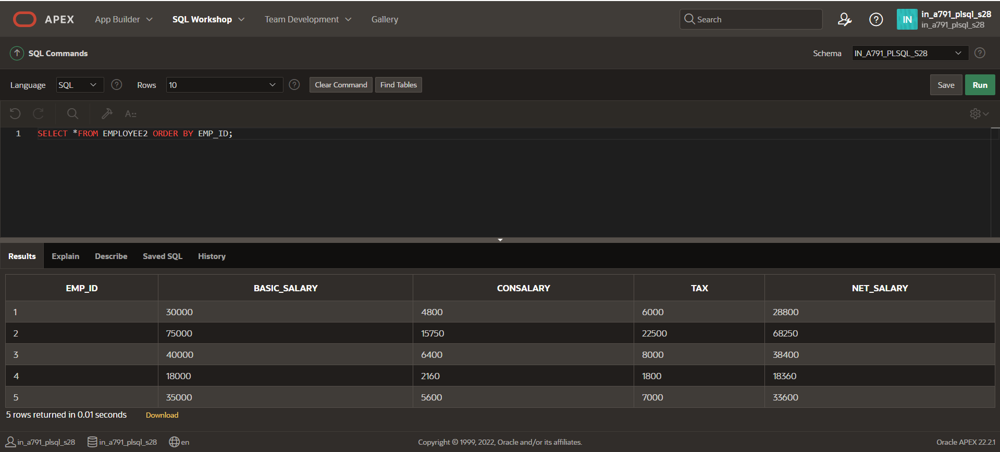 APEX App Builder SQL Workshop Team Development Gallery Search IN in_a791_plsql_s28
in_a791_plsql_s28
SQL Commands Schema IN_A791_PLSQL_S28
Language SQL Rows 10 Clear Command Find Tables Save Run
A::
1 SELECT *FROM EMPLOYEE2 ORDER BY EMP_ID;
Results Explain Describe Saved SQL History
EMP_ID BASIC_SALARY CONSALARY TAX NET_SALARY
1 30000 4800 6000 28800
2 75000 15750 22500 68250
3 40000 6400 8000 38400
4 18000 2160 1800 18360
5 35000 5600 7000 33600
5 rows returned in 0.01 seconds Download
in_a791_plsql_s28 in_a791_plsql_s28 en Copyright © 1999, 2022, Oracle and/or its affiliates. Oracle APEX 22.2.1